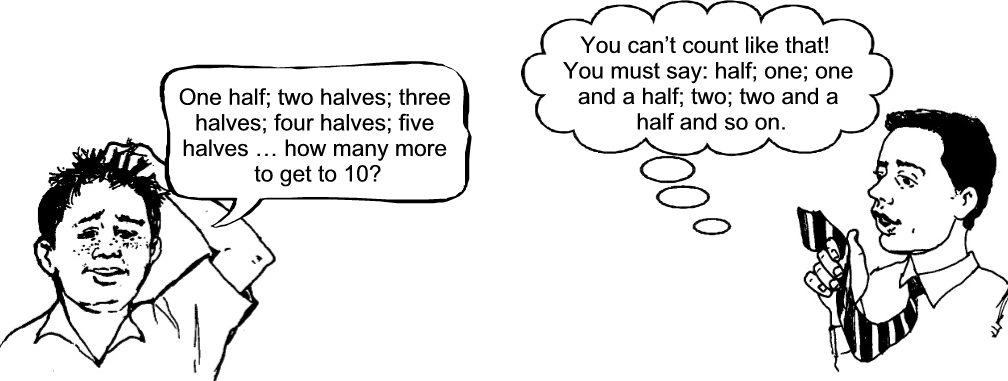 One half; two halves; three
halves; four halves; five
halves … how many more
to get to 10?
You can’t count like that!
You must say: half; one; one
and a half; two; two and a
half and so on.